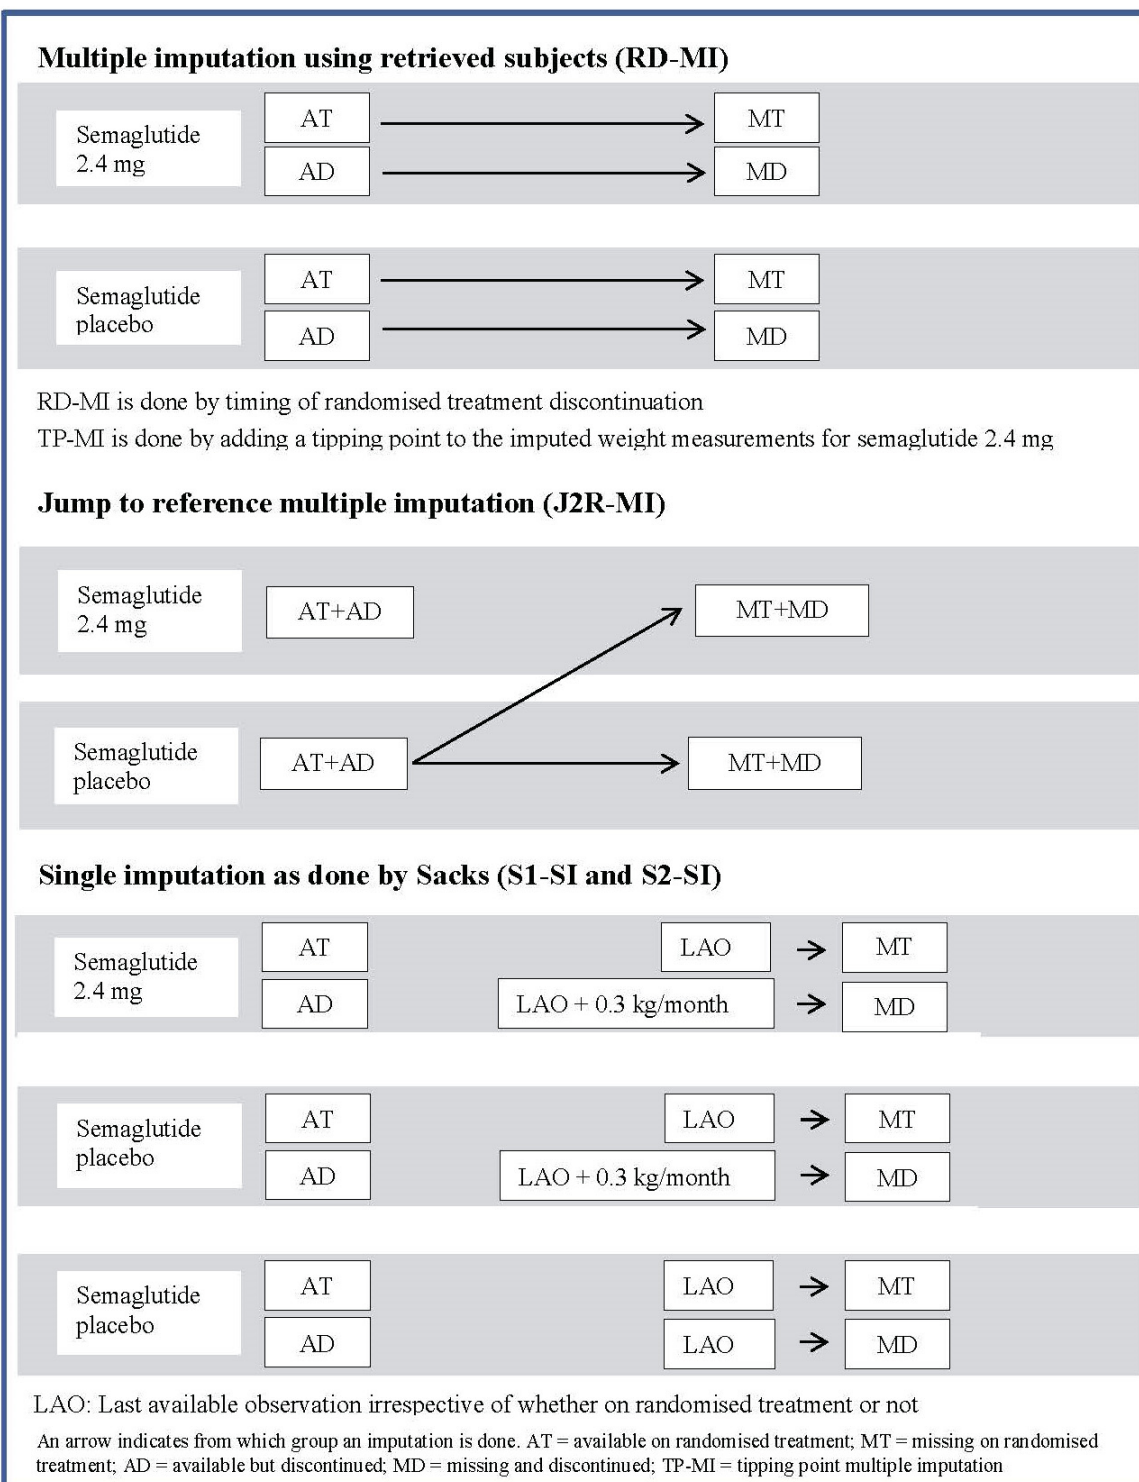 Multiple imputation using retrieved subjects (RD-MI)
Semaglutide
2.4 mg
AT
MT
AD
MD
Semaglutide
placebo
AT
MT
AD
MD
RD-MI is done by timing of randomised treatment discontinuation
TP-MI is done by adding a tipping point to the imputed weight measurements for semaglutide 2.4 mg
Jump to reference multiple imputation (J2R-MI)
Semaglutide
2.4 mg
AT+AD
MT+MD
Semaglutide
placebo
AT+AD
MT+MD
Single imputation as done by Sacks (S1-SI and S2-SI)
Semaglutide
2.4 mg
AT
LAO
MT
AD
LAO + 0.3 kg/month
MD
Semaglutide
placebo
AT
LAO
MT
AD
LAO + 0.3 kg/month
MD
Semaglutide
placebo
AT
LAO
MT
AD
LAO
MD
LAO: Last available observation irrespective of whether on randomised treatment or not
An arrow indicates from which group an imputation is done. AT = available on randomised treatment; MT = missing on randomised
treatment; AD = available but discontinued; MD = missing and discontinued; TP-MI = tipping point multiple imputation